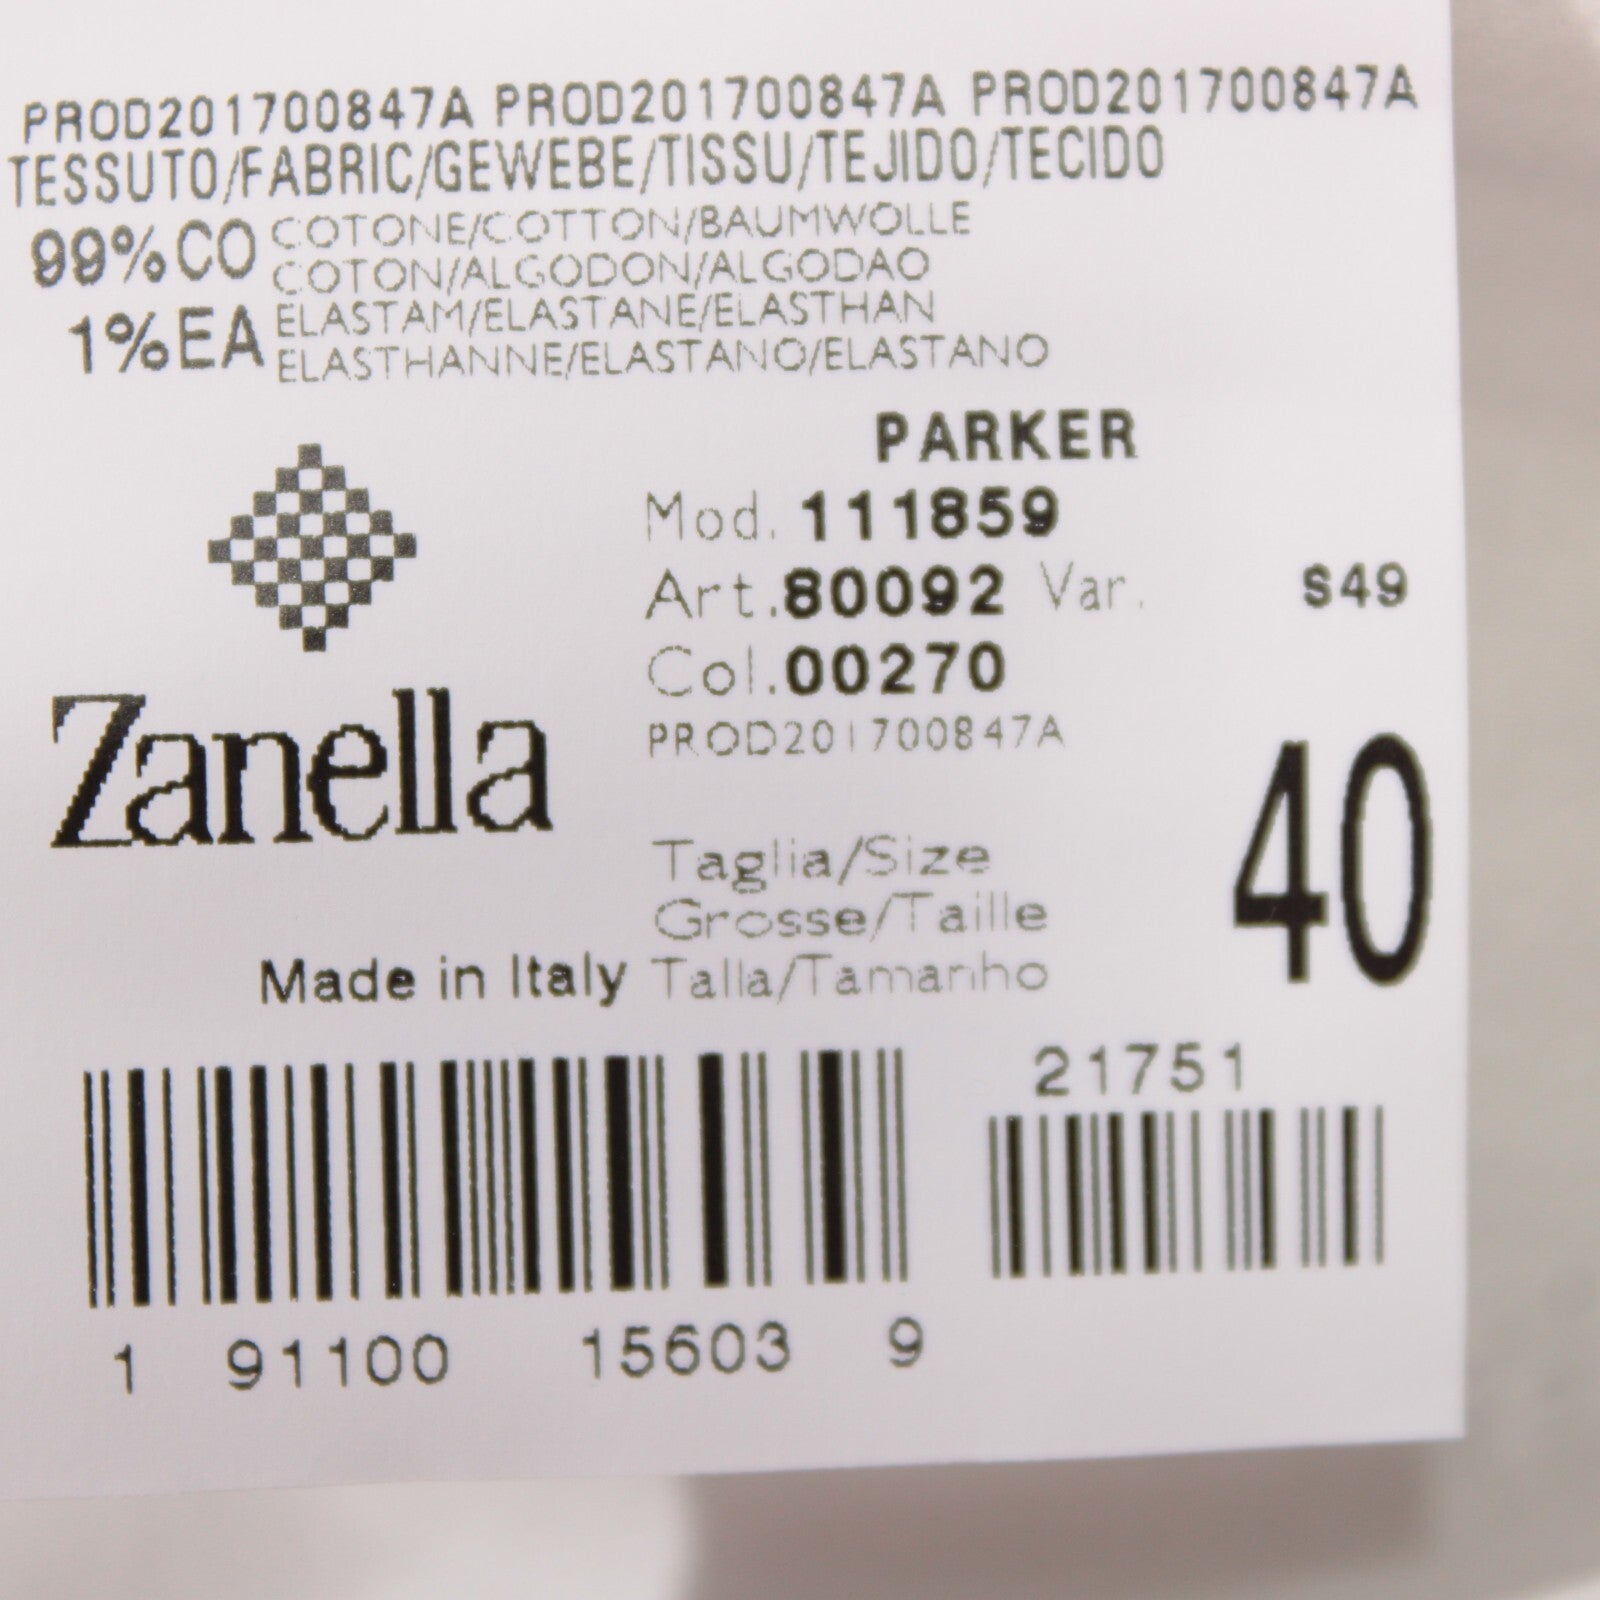 PROD201700847A PROD201700847A PROD201700847A
TESSUTO/FABRIC/GEWEBE/TISSU/TEJIDO/TECIDO
99%CO COTONE/COTTON/BAUMWOLLE
COTON/ALGODON/ALGODAO
1%EA ELASTAM/ELASTANE/ELASTHAN
ELASTHANNE/ELASTANO/ELASTANO
PARKER
Mod. 111859
Art.80092 Var. S49
Col.00270
PROD201700847A
Zanella
40
Taglia/Size
Grosse/Taille
Made in Italy Talla/Tamanho
21751
1 91100 15603 9